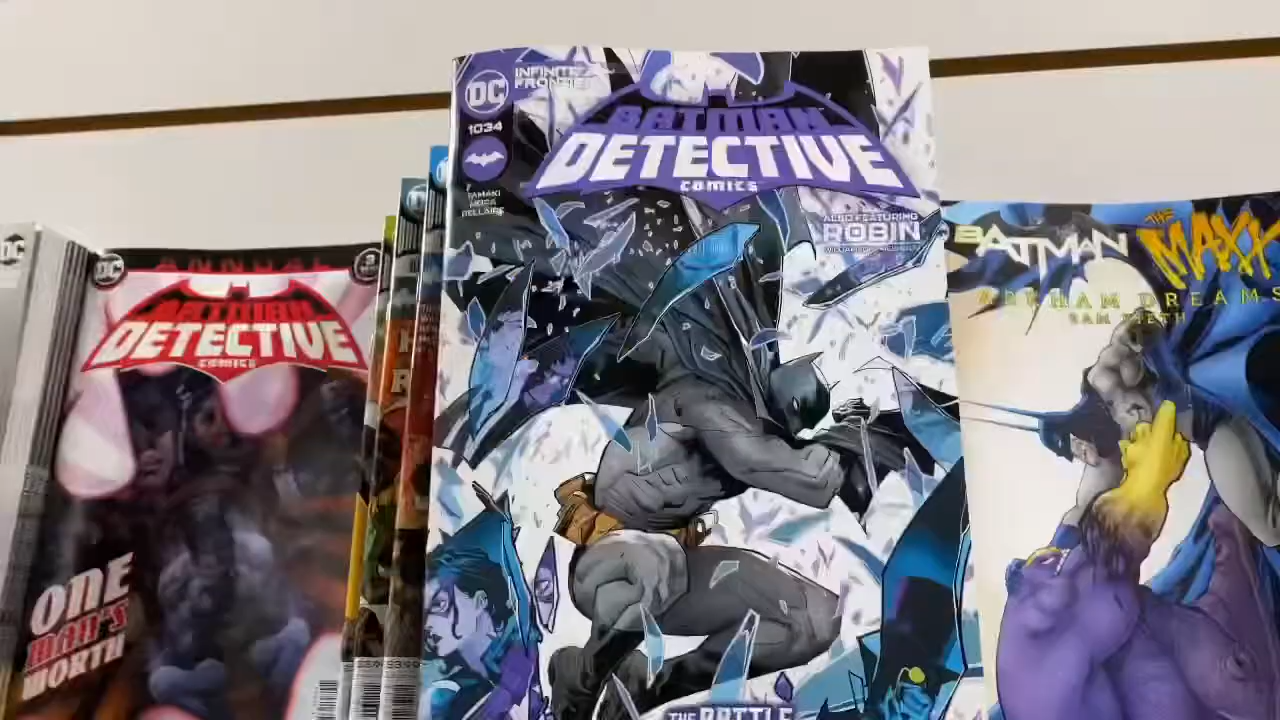 DC
DC
ANNUAL
BATMAN
DETECTIVE
COMICS
ONE
MAN'S
WORTH
DC
INFINITE
FRONTIER
1034
BATMAN
DETECTIVE
COMICS
TAMAKI
MORA
BELLAIRE
ALSO FEATURING
ROBIN
THE BATTLE
BATMAN
THE
MAXX
ARKHAM DREAMS
SAM KIETH